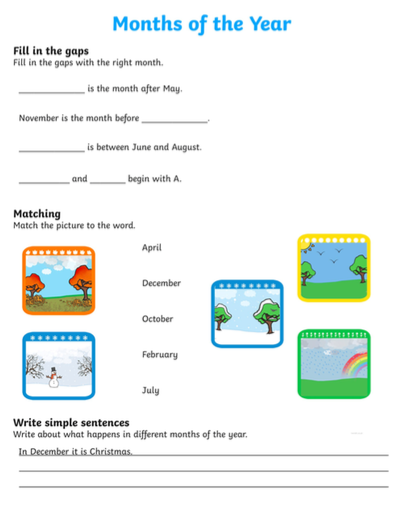 Months of the Year
Fill in the gaps
Fill in the gaps with the right month.
_____________ is the month after May.
November is the month before _____________.
_____________ is between June and August.
__________ and _______ begin with A.
Matching
Match the picture to the word.
April
December
October
February
July
Write simple sentences
Write about what happens in different months of the year.
In December it is Christmas.